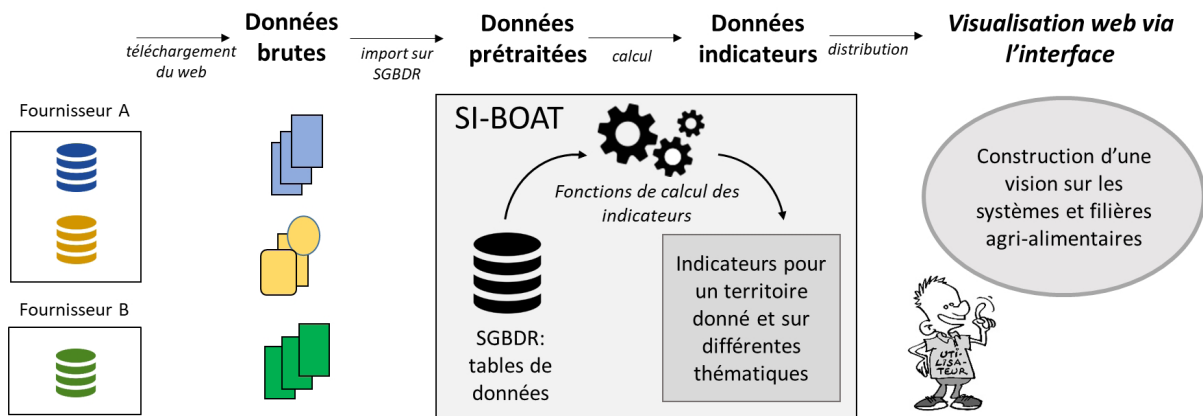 téléchargement
du web
Données
brutes
import sur
SGBDR
Données
prétraitées
calcul
Données
indicateurs
distribution
Visualisation web via
l’interface
Fournisseur A
Fournisseur B
SI-BOAT
Fonctions de calcul des
indicateurs
SGBDR:
tables de
données
Indicateurs pour
un territoire
donné et sur
différentes
thématiques
Construction d’une
vision sur les
systèmes et filières
agri-alimentaires
UTI-
LISA-
TEUR